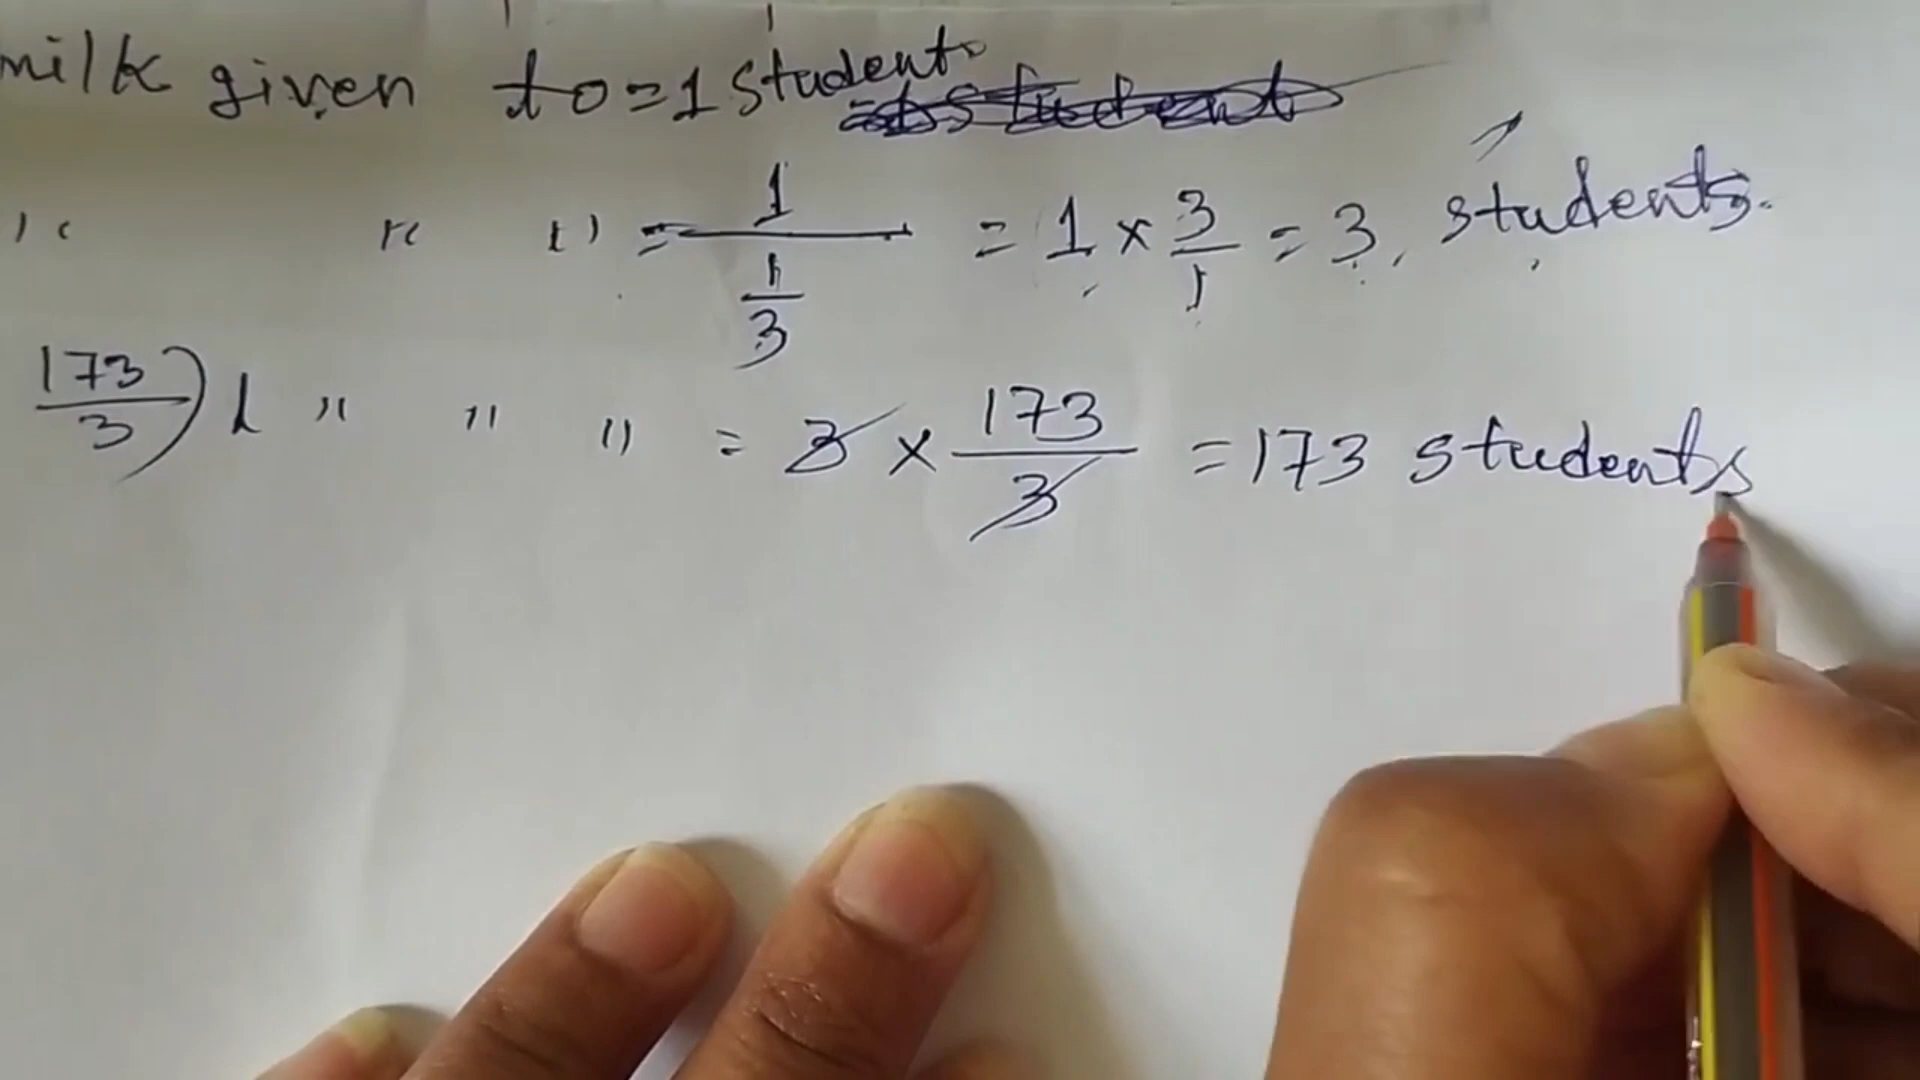 milk given to = 1 student.
" " " = 1/(1/3) = 1 × 3/1 = 3, students.
173/3) l " " " = 3 × 173/3 = 173 students